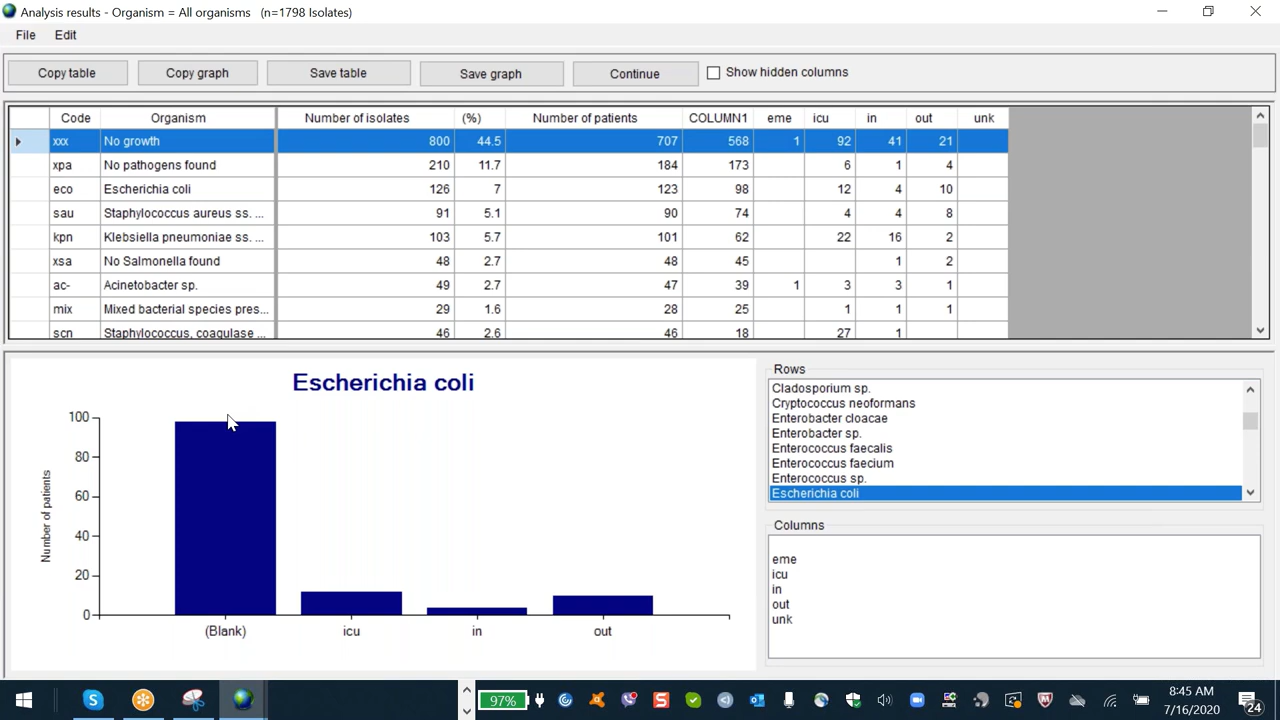 Analysis results - Organism = All organisms (n=1798 Isolates)
File Edit
Copy table Copy graph Save table Save graph Continue Show hidden columns
Code Organism Number of isolates (%) Number of patients COLUMN1 eme icu in out unk
xxx No growth 800 44.5 707 568 1 92 41 21
xpa No pathogens found 210 11.7 184 173 6 1 4
eco Escherichia coli 126 7 123 98 12 4 10
sau Staphylococcus aureus ss. ... 91 5.1 90 74 4 4 8
kpn Klebsiella pneumoniae ss. ... 103 5.7 101 62 22 16 2
xsa No Salmonella found 48 2.7 48 45 1 2
ac- Acinetobacter sp. 49 2.7 47 39 1 3 3 1
mix Mixed bacterial species pres... 29 1.6 28 25 1 1 1
scn Staphylococcus, coagulase ... 46 2.6 46 18 27 1
Escherichia coli
Number of patients
100
80
60
40
20
0
(Blank) icu in out
Rows
Cladosporium sp.
Cryptococcus neoformans
Enterobacter cloacae
Enterobacter sp.
Enterococcus faecalis
Enterococcus faecium
Enterococcus sp.
Escherichia coli
Columns
eme
icu
in
out
unk
97%
8:45 AM
7/16/2020
24